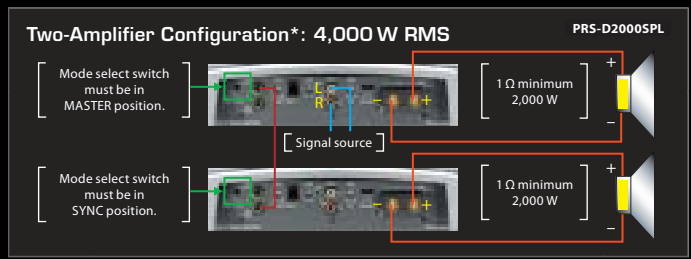 Two-Amplifier Configuration*: 4,000 W RMS
PRS-D2000SPL
Mode select switch
must be in
MASTER position.
L
R
– +
Signal source
1 Ω minimum
2,000 W
+
–
Mode select switch
must be in
SYNC position.
– +
1 Ω minimum
2,000 W
+
–